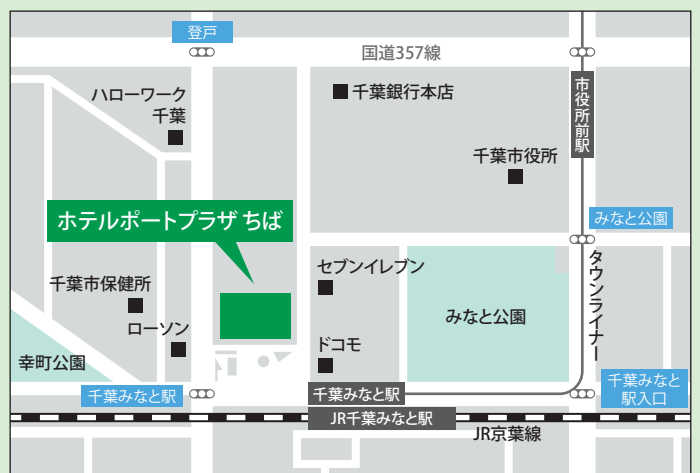 登戸
国道357線
ハローワーク
千葉
千葉銀行本店
市役所前駅
千葉市役所
ホテルポートプラザ ちば
みなと公園
タウンライナー
セブンイレブン
千葉市保健所
みなと公園
ローソン
ドコモ
幸町公園
千葉みなと駅
千葉みなと駅
千葉みなと
駅入口
JR千葉みなと駅
JR京葉線